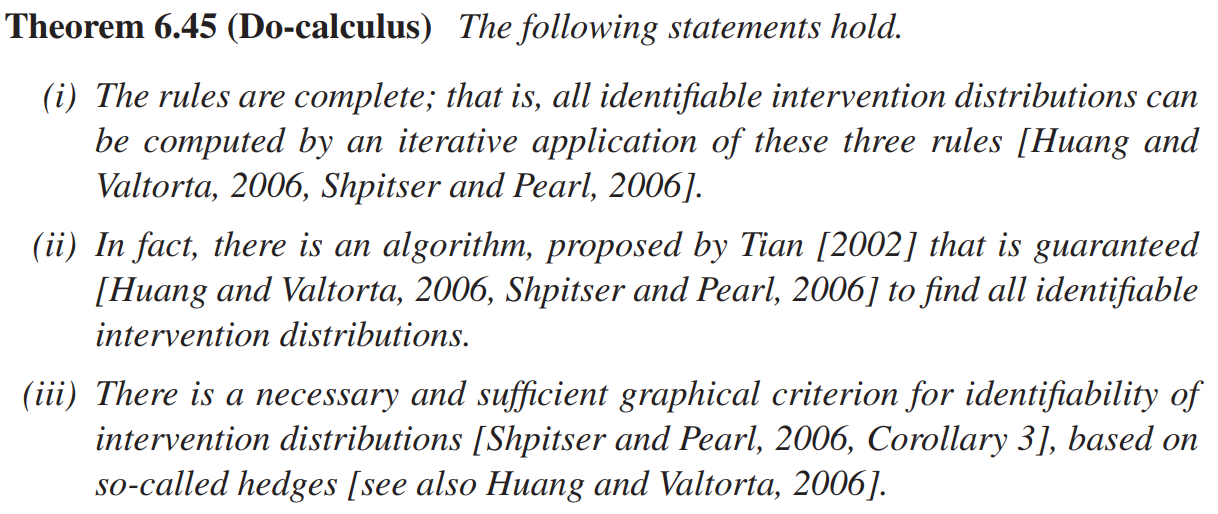 Theorem 6.45 (Do-calculus) The following statements hold.
(i) The rules are complete; that is, all identifiable intervention distributions can
be computed by an iterative application of these three rules [Huang and
Valtorta, 2006, Shpitser and Pearl, 2006].
(ii) In fact, there is an algorithm, proposed by Tian [2002] that is guaranteed
[Huang and Valtorta, 2006, Shpitser and Pearl, 2006] to find all identifiable
intervention distributions.
(iii) There is a necessary and sufficient graphical criterion for identifiability of
intervention distributions [Shpitser and Pearl, 2006, Corollary 3], based on
so-called hedges [see also Huang and Valtorta, 2006].